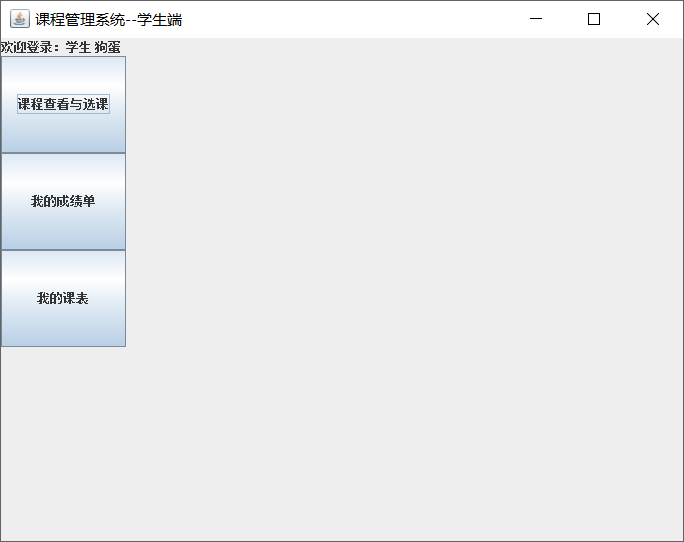 课程管理系统--学生端
欢迎登录：学生 狗蛋
课程查看与选课
我的成绩单
我的课表